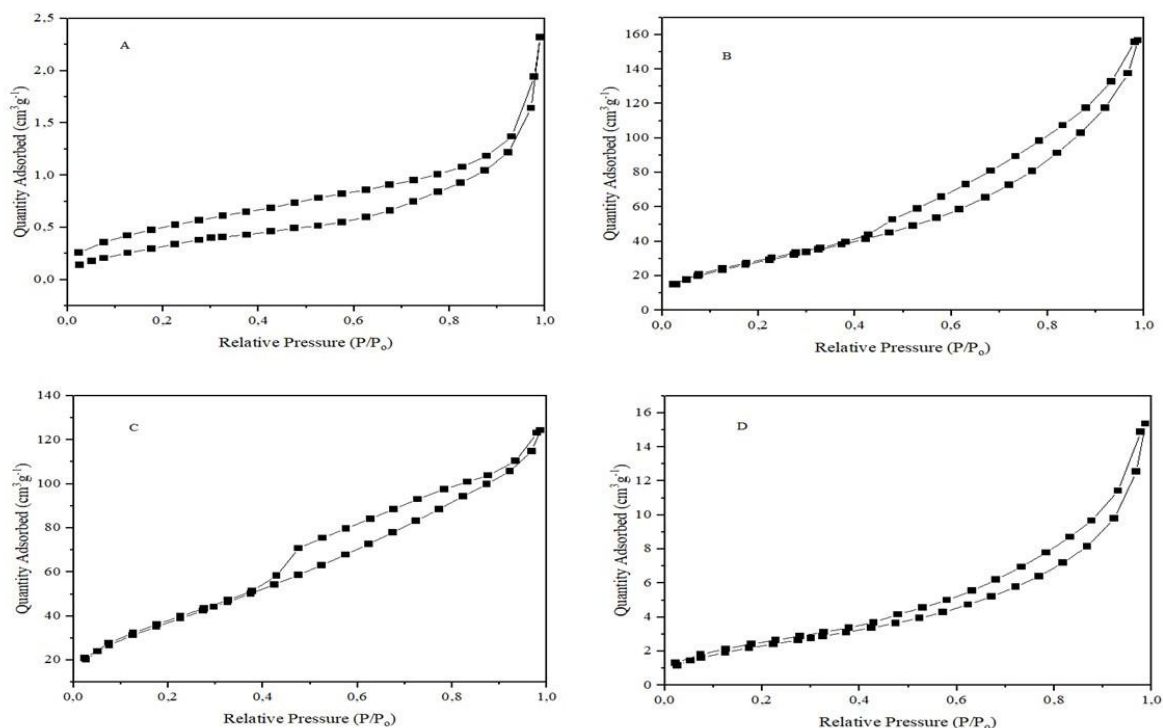 A
Quantity Adsorbed (cm³g⁻¹)
2.5
2.0
1.5
1.0
0.5
0.0
0,0 0,2 0,4 0,6 0,8 1,0
Relative Pressure (P/Pₒ)
B
Quantity Adsorbed (cm³g⁻¹)
160
140
120
100
80
60
40
20
0
0,0 0,2 0,4 0,6 0,8 1,0
Relative Pressure (P/Pₒ)
C
Quantity Adsorbed (cm³g⁻¹)
140
120
100
80
60
40
20
0,0 0,2 0,4 0,6 0,8 1,0
Relative Pressure (P/Pₒ)
D
Quantity Adsorbed (cm³g⁻¹)
16
14
12
10
8
6
4
2
0
0,0 0,2 0,4 0,6 0,8 1,0
Relative Pressure (P/Pₒ)